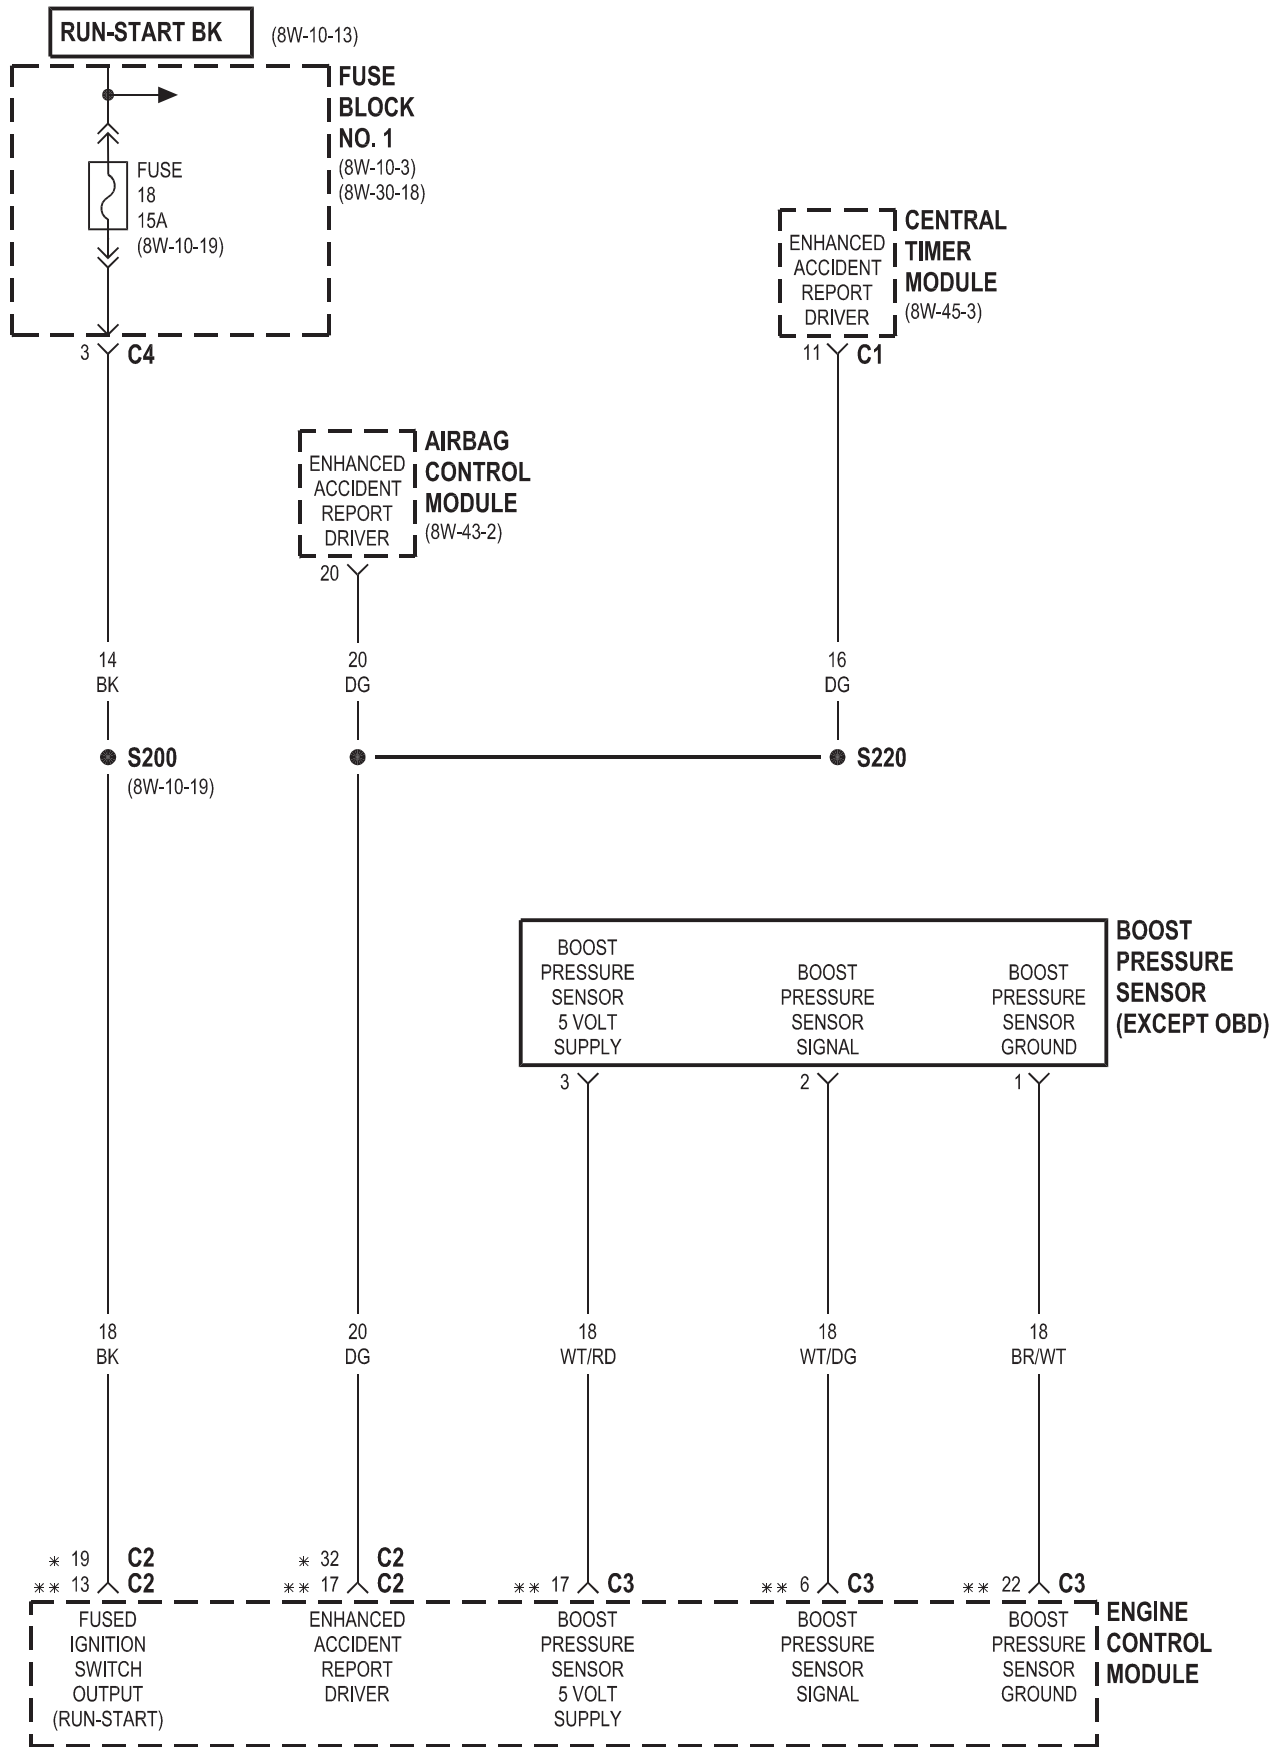 RUN-START BK (8W-10-13)
FUSE
BLOCK
NO. 1
(8W-10-3)
(8W-30-18)
FUSE
18
15A
(8W-10-19)
3 C4
ENHANCED
ACCIDENT
REPORT
DRIVER
CENTRAL
TIMER
MODULE
(8W-45-3)
11 C1
ENHANCED
ACCIDENT
REPORT
DRIVER
AIRBAG
CONTROL
MODULE
(8W-43-2)
20
14
BK
20
DG
16
DG
S200
(8W-10-19)
S220
BOOST
PRESSURE
SENSOR
5 VOLT
SUPPLY
BOOST
PRESSURE
SENSOR
SIGNAL
BOOST
PRESSURE
SENSOR
GROUND
BOOST
PRESSURE
SENSOR
(EXCEPT OBD)
3
2
1
18
BK
20
DG
18
WT/RD
18
WT/DG
18
BR/WT
* 19 C2
** 13 C2
* 32 C2
** 17 C2
** 17 C3
** 6 C3
** 22 C3
FUSED
IGNITION
SWITCH
OUTPUT
(RUN-START)
ENHANCED
ACCIDENT
REPORT
DRIVER
BOOST
PRESSURE
SENSOR
5 VOLT
SUPPLY
BOOST
PRESSURE
SENSOR
SIGNAL
BOOST
PRESSURE
SENSOR
GROUND
ENGINE
CONTROL
MODULE